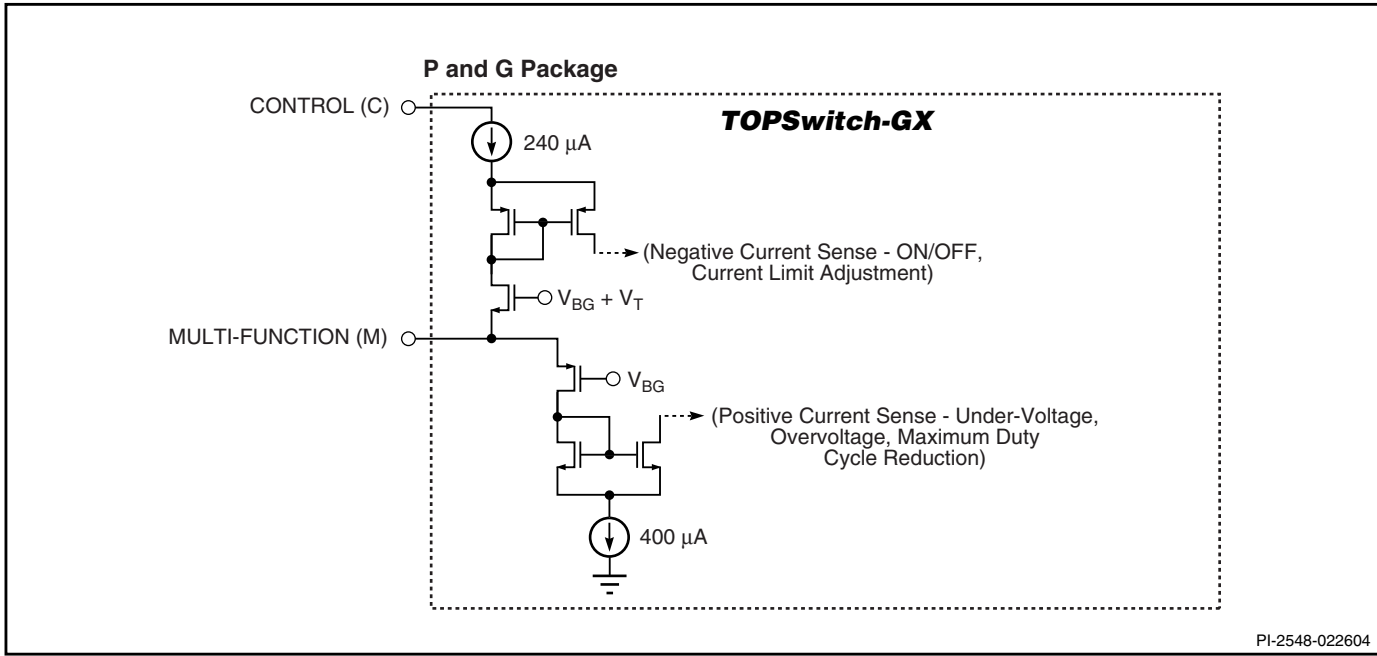 P and G Package
CONTROL (C)
TOPSwitch-GX
240 μA
(Negative Current Sense - ON/OFF,
Current Limit Adjustment)
V_BG + V_T
MULTI-FUNCTION (M)
V_BG
(Positive Current Sense - Under-Voltage,
Overvoltage, Maximum Duty
Cycle Reduction)
400 μA
PI-2548-022604